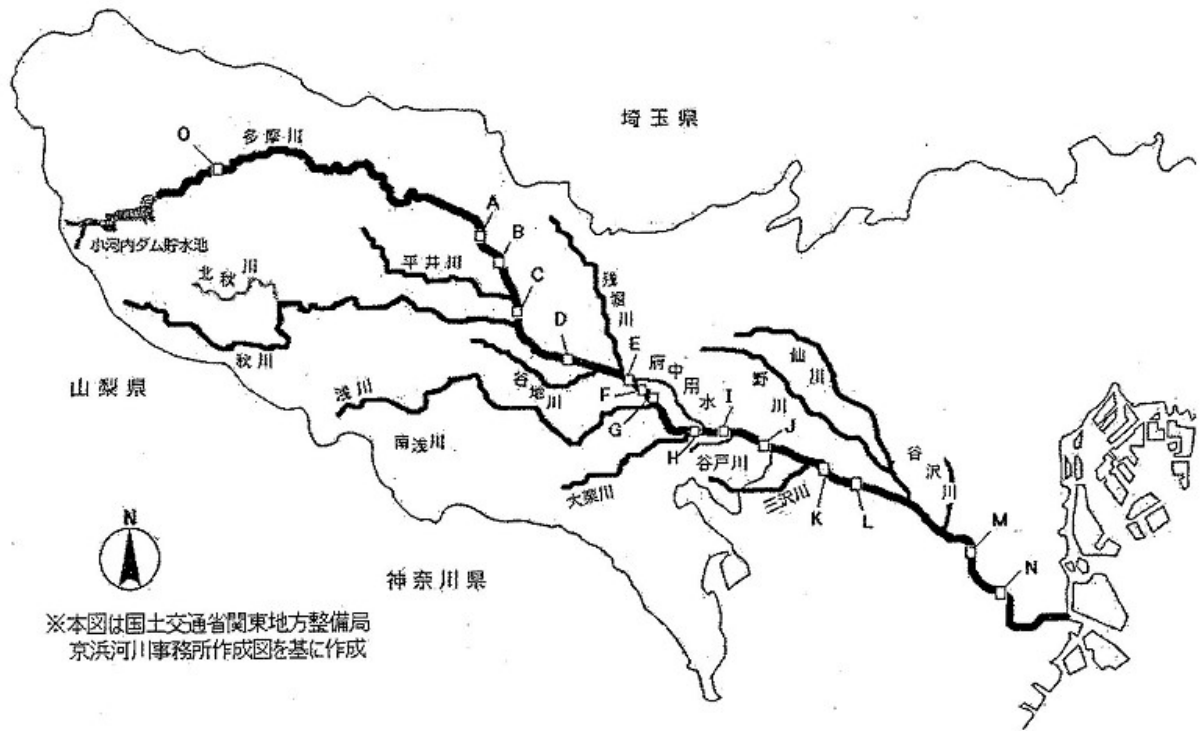 埼玉県
O
多摩川
小河内ダム貯水池
A
B
平井川
北秋川
C
残堀川
D
秋川
E
府中用水
仙川
野川
山梨県
浅川
谷地川
F
G
I
J
南浅川
H
谷戸川
谷沢川
大栗川
三沢川
K
L
M
N
N
神奈川県
※本図は国土交通省関東地方整備局
京浜河川事務所作成図を基に作成